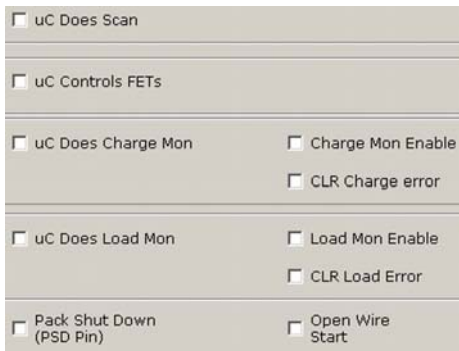 uC Does Scan
uC Controls FETs
uC Does Charge Mon
Charge Mon Enable
CLR Charge error
uC Does Load Mon
Load Mon Enable
CLR Load Error
Pack Shut Down
(PSD Pin)
Open Wire
Start